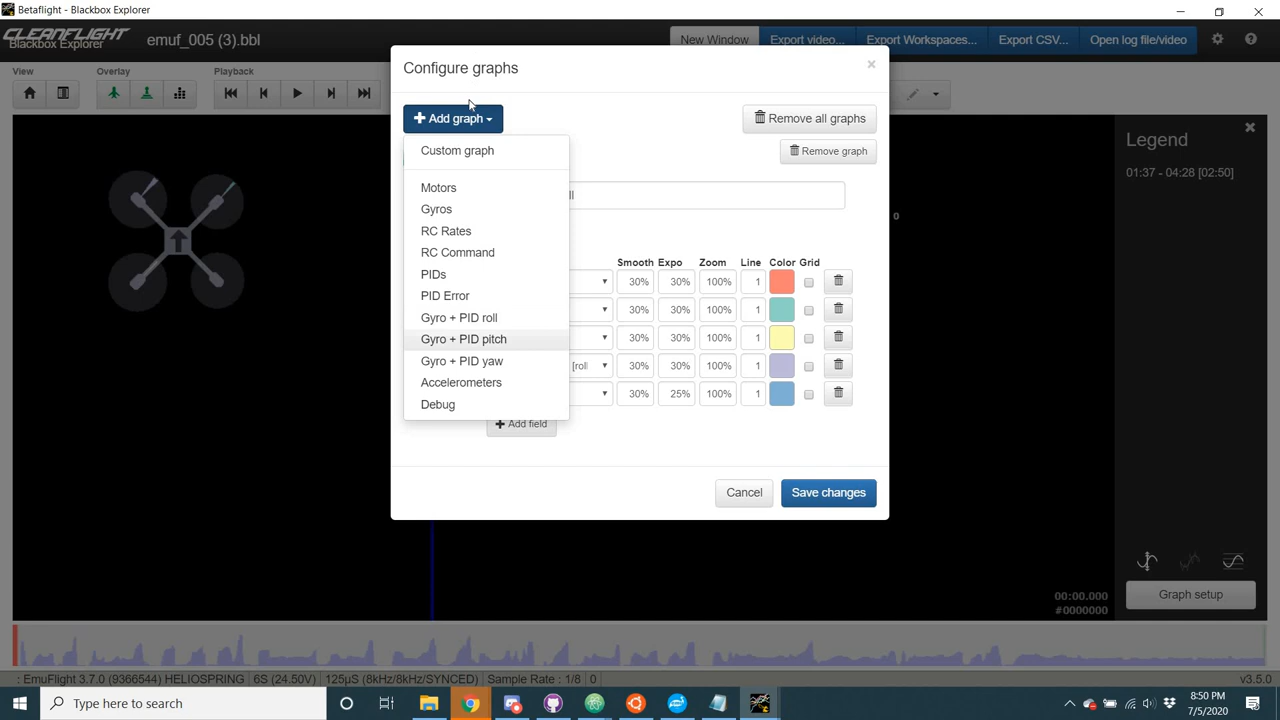 Betaflight - Blackbox Explorer
CLEANFLIGHT
Blackbox Explorer
emuf_005 (3).bbl
New Window
Export video...
Export Workspaces...
Export CSV...
Open log file/video
View
Overlay
Playback
Configure graphs
×
Add graph
Remove all graphs
Custom graph
Remove graph
Motors
Gyros
RC Rates
RC Command
PIDs
PID Error
Gyro + PID roll
Gyro + PID pitch
Gyro + PID yaw
Accelerometers
Debug
ll
Smooth Expo Zoom Line Color Grid
30% 30% 100% 1
30% 30% 100% 1
30% 30% 100% 1
[roll 30% 30% 100% 1
30% 25% 100% 1
Add field
Cancel
Save changes
0
Legend
01:37 - 04:28 [02:50]
Graph setup
00:00.000
#0000000
: EmuFlight 3.7.0 (9366544) HELIOSPRING
6S (24.50V)
125µS (8kHz/8kHz/SYNCED)
Sample Rate : 1/8
0
v3.5.0
Type here to search
8:50 PM
7/5/2020